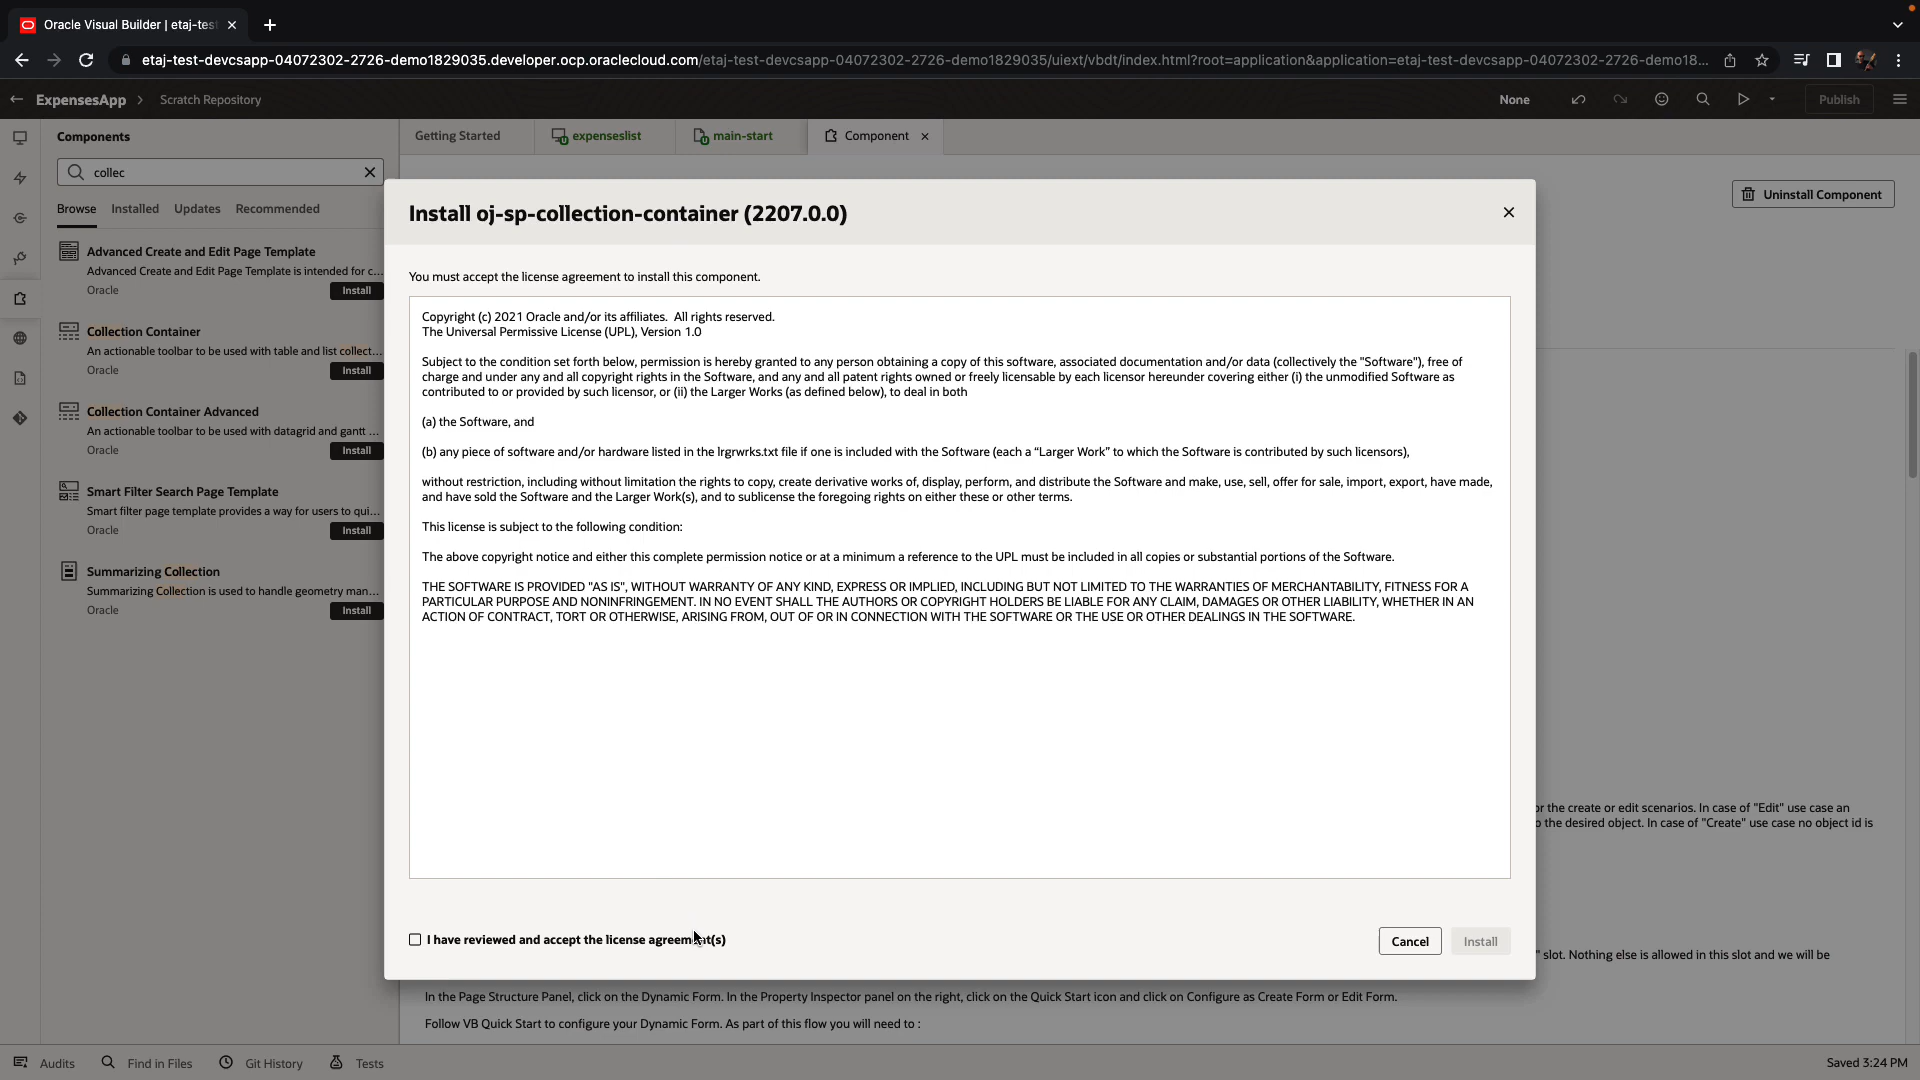 Oracle Visual Builder | etaj-test
etaj-test-devcsapp-04072302-2726-demo1829035.developer.ocp.oraclecloud.com/etaj-test-devcsapp-04072302-2726-demo1829035/uiext/vbdt/index.html?root=application&application=etaj-test-devcsapp-04072302-2726-demo18...
ExpensesApp
Scratch Repository
None
Publish
Components
Getting Started
expenseslist
main-start
Component
collec
Browse
Installed
Updates
Recommended
Uninstall Component
Install oj-sp-collection-container (2207.0.0)
Advanced Create and Edit Page Template
Advanced Create and Edit Page Template is intended for c...
Oracle
Install
Collection Container
An actionable toolbar to be used with table and list collect...
Oracle
Install
Collection Container Advanced
An actionable toolbar to be used with datagrid and gantt ...
Oracle
Install
Smart Filter Search Page Template
Smart filter page template provides a way for users to qui...
Oracle
Install
Summarizing Collection
Summarizing Collection is used to handle geometry man...
Oracle
Install
You must accept the license agreement to install this component.
Copyright (c) 2021 Oracle and/or its affiliates.  All rights reserved.
The Universal Permissive License (UPL), Version 1.0
Subject to the condition set forth below, permission is hereby granted to any person obtaining a copy of this software, associated documentation and/or data (collectively the "Software"), free of
charge and under any and all copyright rights in the Software, and any and all patent rights owned or freely licensable by each licensor hereunder covering either (i) the unmodified Software as
contributed to or provided by such licensor, or (ii) the Larger Works (as defined below), to deal in both
(a) the Software, and
(b) any piece of software and/or hardware listed in the lrgrwrks.txt file if one is included with the Software (each a “Larger Work” to which the Software is contributed by such licensors),
without restriction, including without limitation the rights to copy, create derivative works of, display, perform, and distribute the Software and make, use, sell, offer for sale, import, export, have made,
and have sold the Software and the Larger Work(s), and to sublicense the foregoing rights on either these or other terms.
This license is subject to the following condition:
The above copyright notice and either this complete permission notice or at a minimum a reference to the UPL must be included in all copies or substantial portions of the Software.
THE SOFTWARE IS PROVIDED "AS IS", WITHOUT WARRANTY OF ANY KIND, EXPRESS OR IMPLIED, INCLUDING BUT NOT LIMITED TO THE WARRANTIES OF MERCHANTABILITY, FITNESS FOR A
PARTICULAR PURPOSE AND NONINFRINGEMENT. IN NO EVENT SHALL THE AUTHORS OR COPYRIGHT HOLDERS BE LIABLE FOR ANY CLAIM, DAMAGES OR OTHER LIABILITY, WHETHER IN AN
ACTION OF CONTRACT, TORT OR OTHERWISE, ARISING FROM, OUT OF OR IN CONNECTION WITH THE SOFTWARE OR THE USE OR OTHER DEALINGS IN THE SOFTWARE.
or the create or edit scenarios. In case of "Edit" use case an
the desired object. In case of "Create" use case no object id is
I have reviewed and accept the license agreement(s)
Cancel
Install
" slot. Nothing else is allowed in this slot and we will be
In the Page Structure Panel, click on the Dynamic Form. In the Property Inspector panel on the right, click on the Quick Start icon and click on Configure as Create Form or Edit Form.
Follow VB Quick Start to configure your Dynamic Form. As part of this flow you will need to :
Audits
Find in Files
Git History
Tests
Saved 3:24 PM